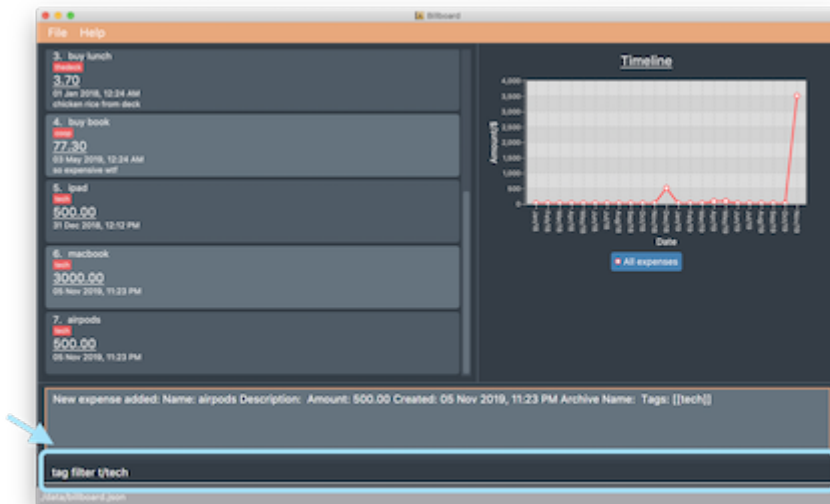 Billboard
File Help
3. buy lunch
thedeck
3.70
01 Jan 2018, 12:24 AM
chicken rice from deck
4. buy book
coop
77.30
03 May 2019, 12:24 AM
so expensive wtf
5. ipad
tech
500.00
31 Dec 2018, 12:12 PM
6. macbook
tech
3000.00
05 Nov 2019, 11:23 PM
7. airpods
tech
500.00
05 Nov 2019, 11:23 PM
Timeline
Amount/$
4,000
3,500
3,000
2,500
2,000
1,500
1,000
500
0
Date
All expenses
New expense added: Name: airpods Description: Amount: 500.00 Created: 05 Nov 2019, 11:23 PM Archive Name: Tags: [[tech]]
tag filter t/tech
./data/billboard.json